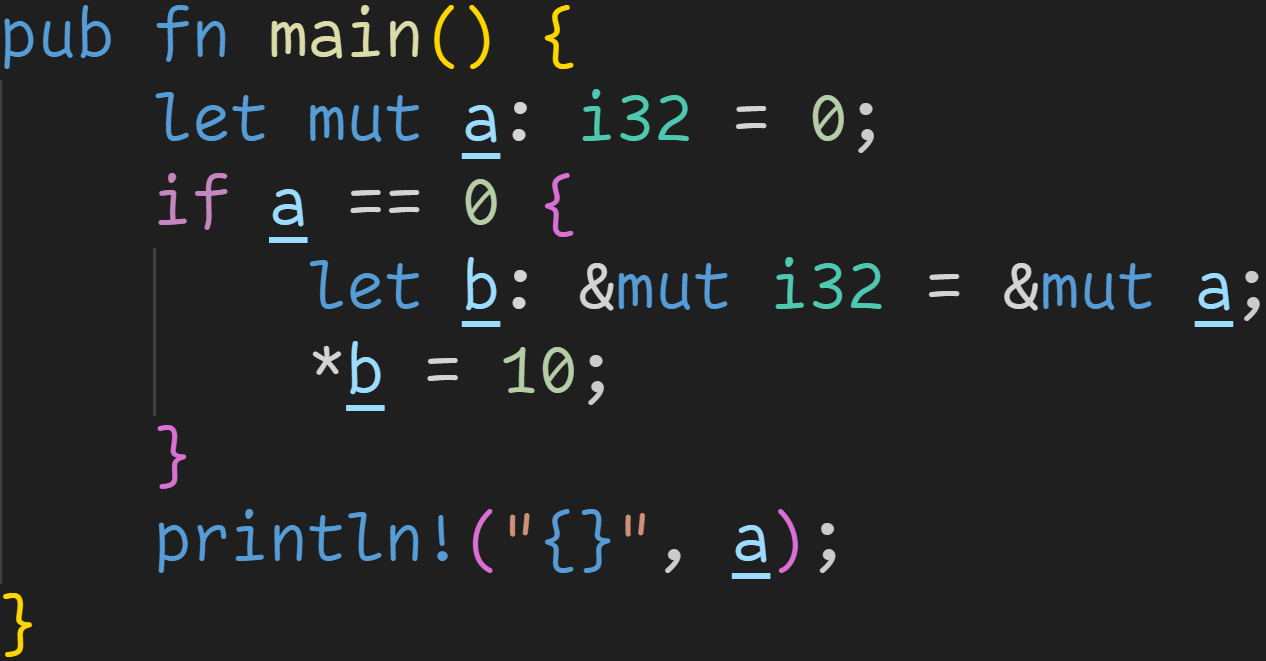 pub fn main() {
    let mut a: i32 = 0;
    if a == 0 {
        let b: &mut i32 = &mut a;
        *b = 10;
    }
    println!("{}", a);
}